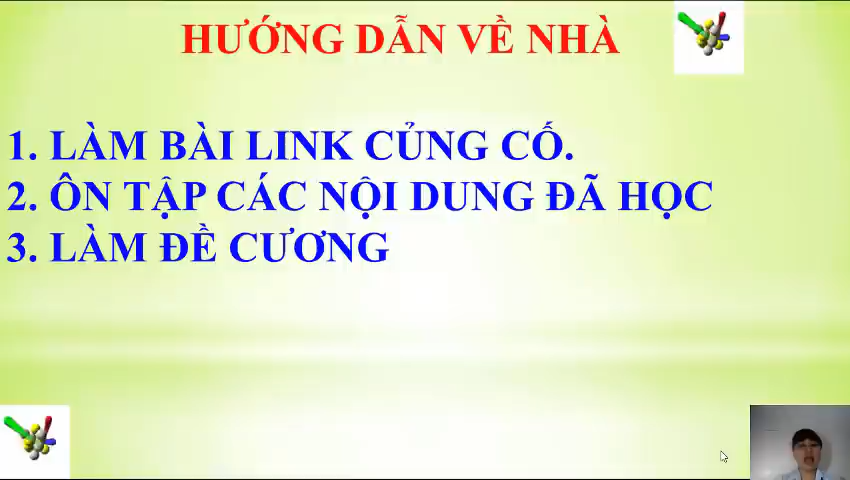 HƯỚNG DẪN VỀ NHÀ
1. LÀM BÀI LINK CỦNG CỐ.
2. ÔN TẬP CÁC NỘI DUNG ĐÃ HỌC
3. LÀM ĐỀ CƯƠNG